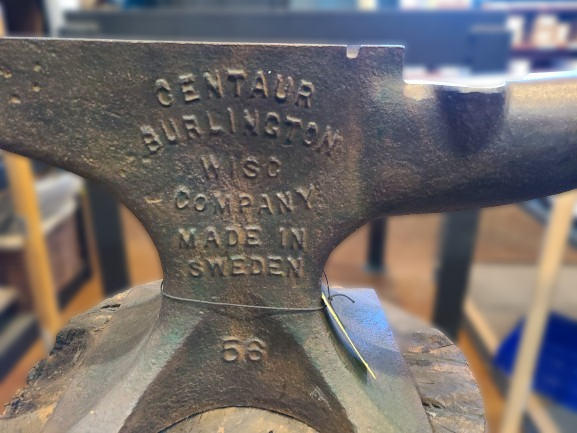 CENTAUR
BURLINGTON
WISC
COMPANY
MADE IN
SWEDEN
56